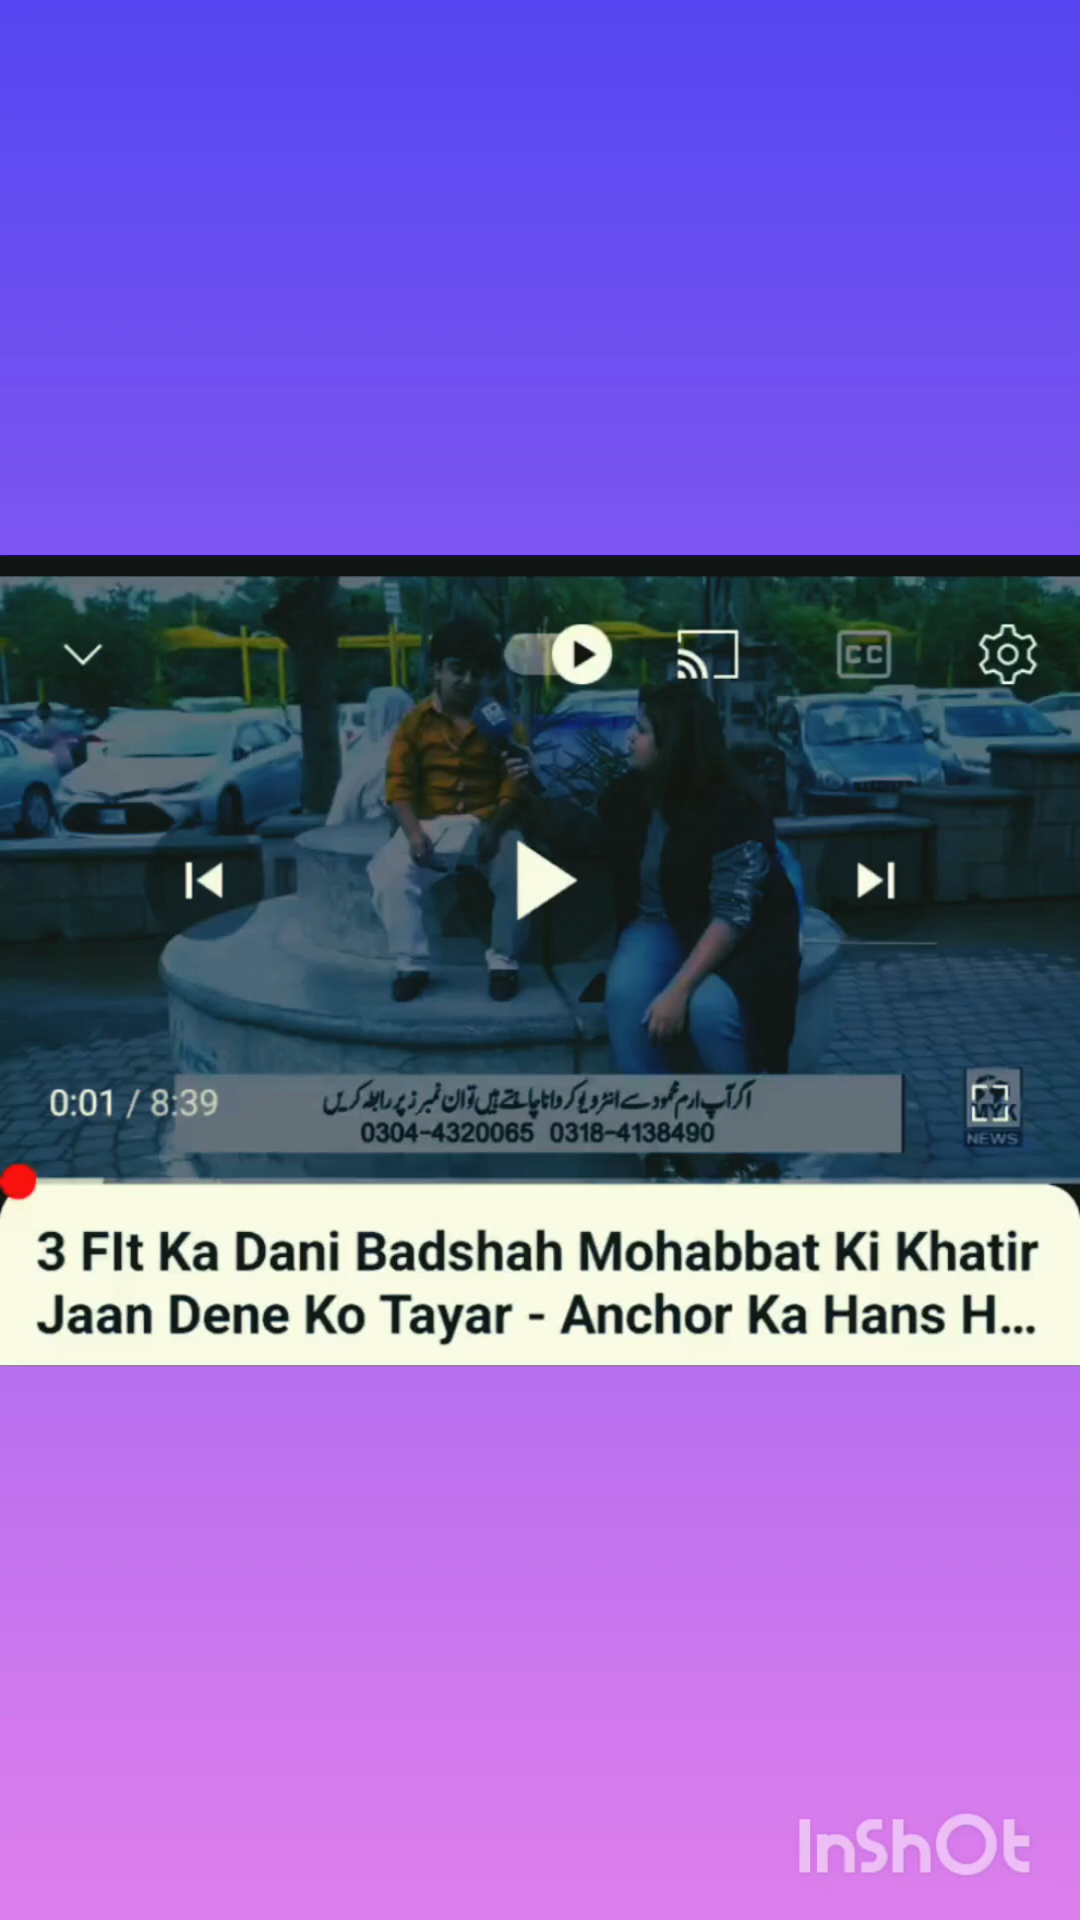 CC
0:01 / 8:39
اگر آپ ارم محمود سے انٹرویو کروانا چاہتے ہیں تو ان نمبرز پر رابطہ کریں
0304-4320065 0318-4138490
MYK
NEWS
3 FIt Ka Dani Badshah Mohabbat Ki Khatir
Jaan Dene Ko Tayar - Anchor Ka Hans H...
InShOt